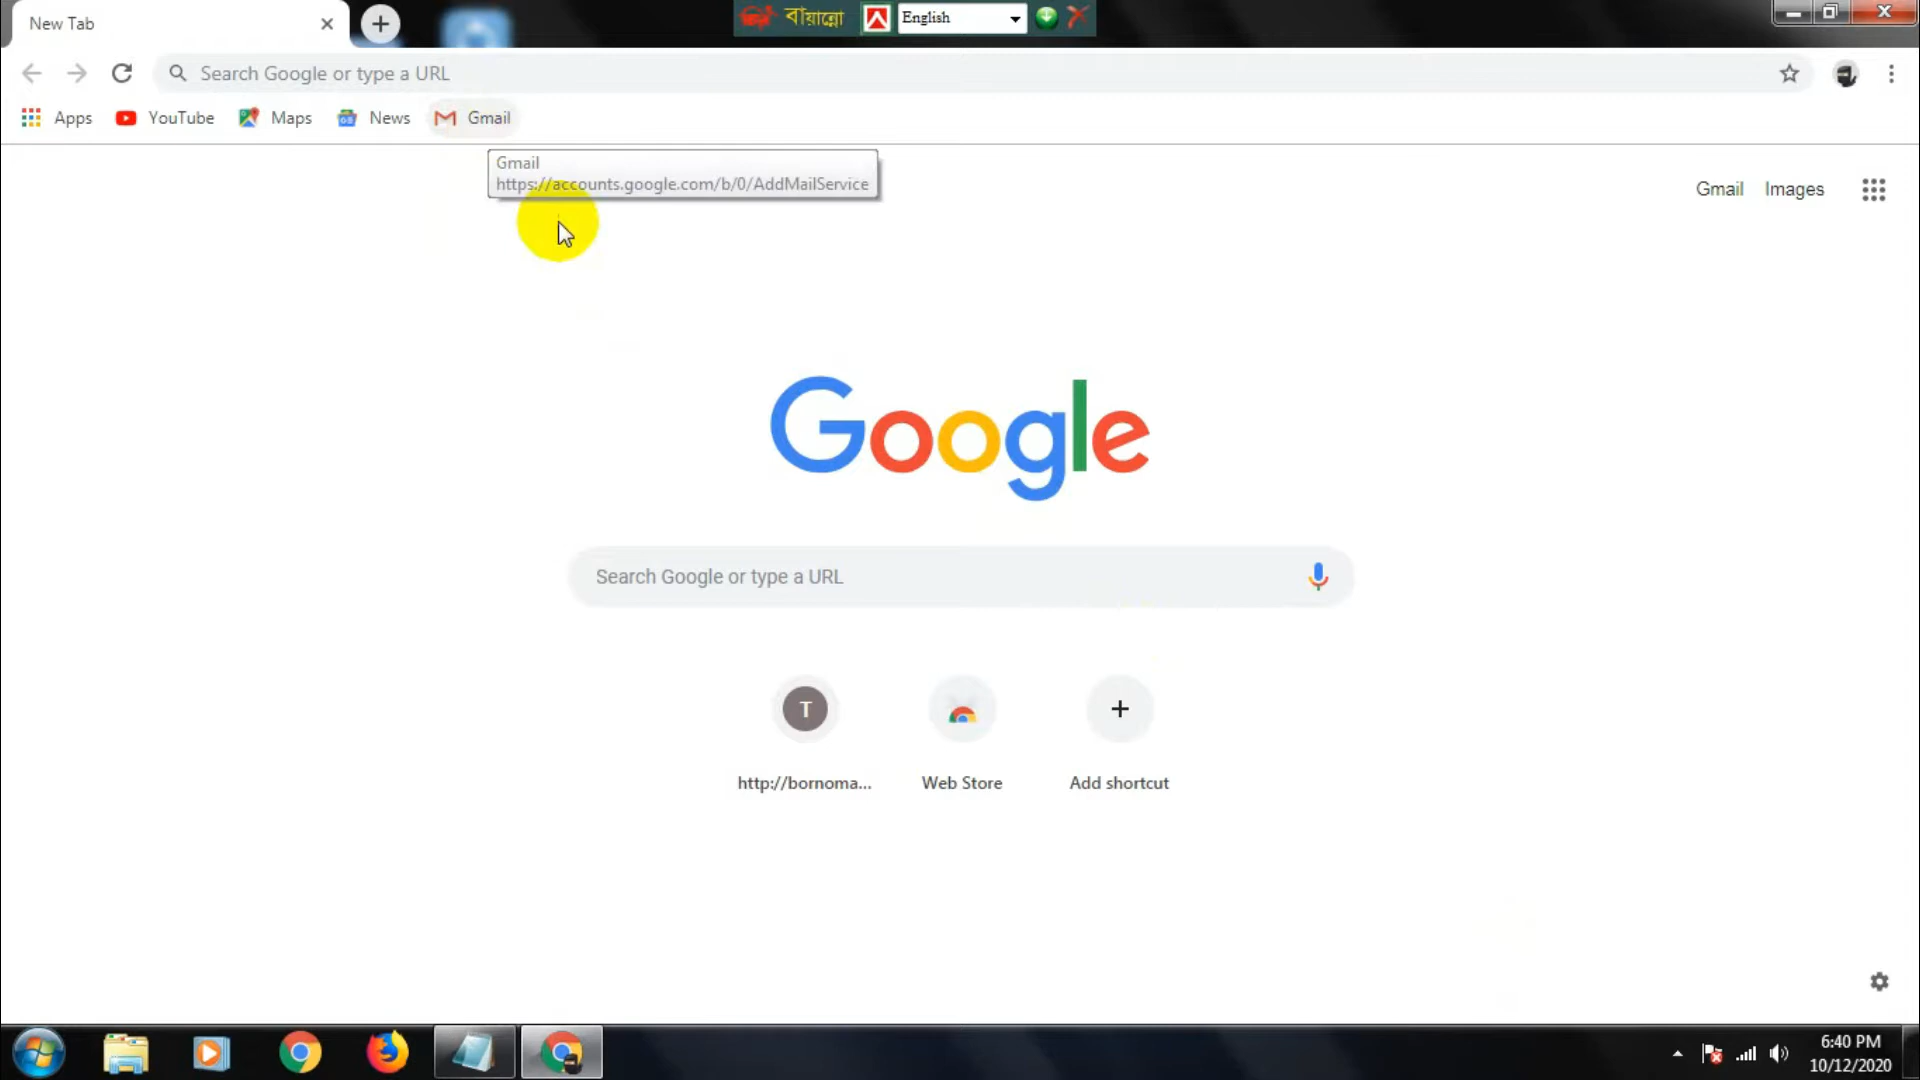 New Tab
বায়ান্নো
English
Search Google or type a URL
Apps
YouTube
Maps
News
Gmail
Gmail
https://accounts.google.com/b/0/AddMailService
Gmail
Images
Google
Search Google or type a URL
T
http://bornoma...
Web Store
Add shortcut
6:40 PM
10/12/2020